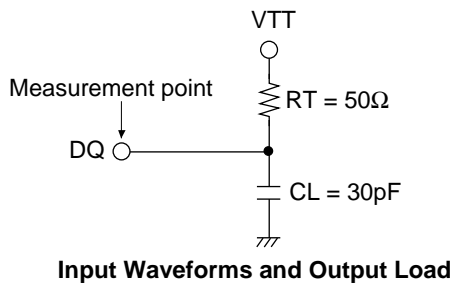 VTT
Measurement point
RT = 50Ω
DQ
CL = 30pF
Input Waveforms and Output Load